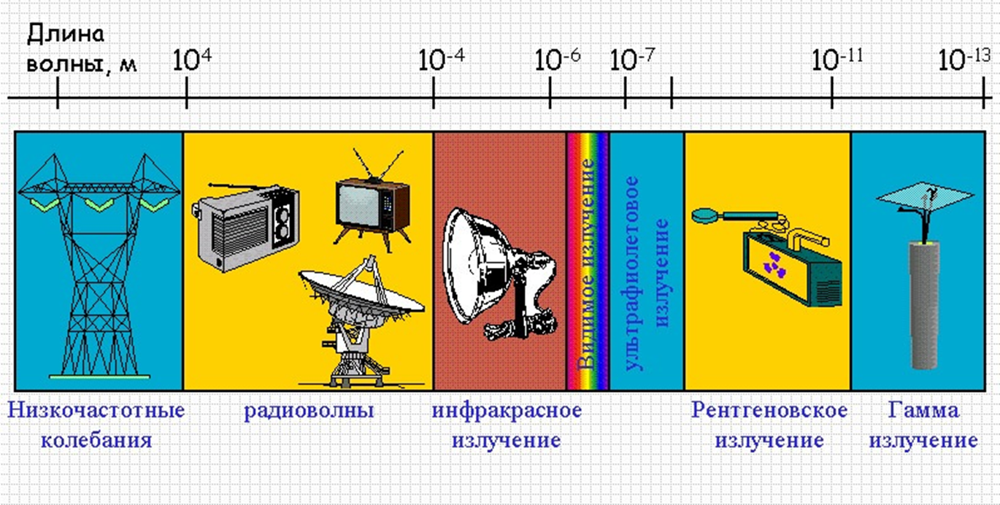 Длина
волны, м
10⁴ 10⁻⁴ 10⁻⁶ 10⁻⁷ 10⁻¹¹ 10⁻¹³
Видимое излучение
ультрафиолетовое
излучение
Низкочастотные
колебания
радиоволны
инфракрасное
излучение
Рентгеновское
излучение
Гамма
излучение